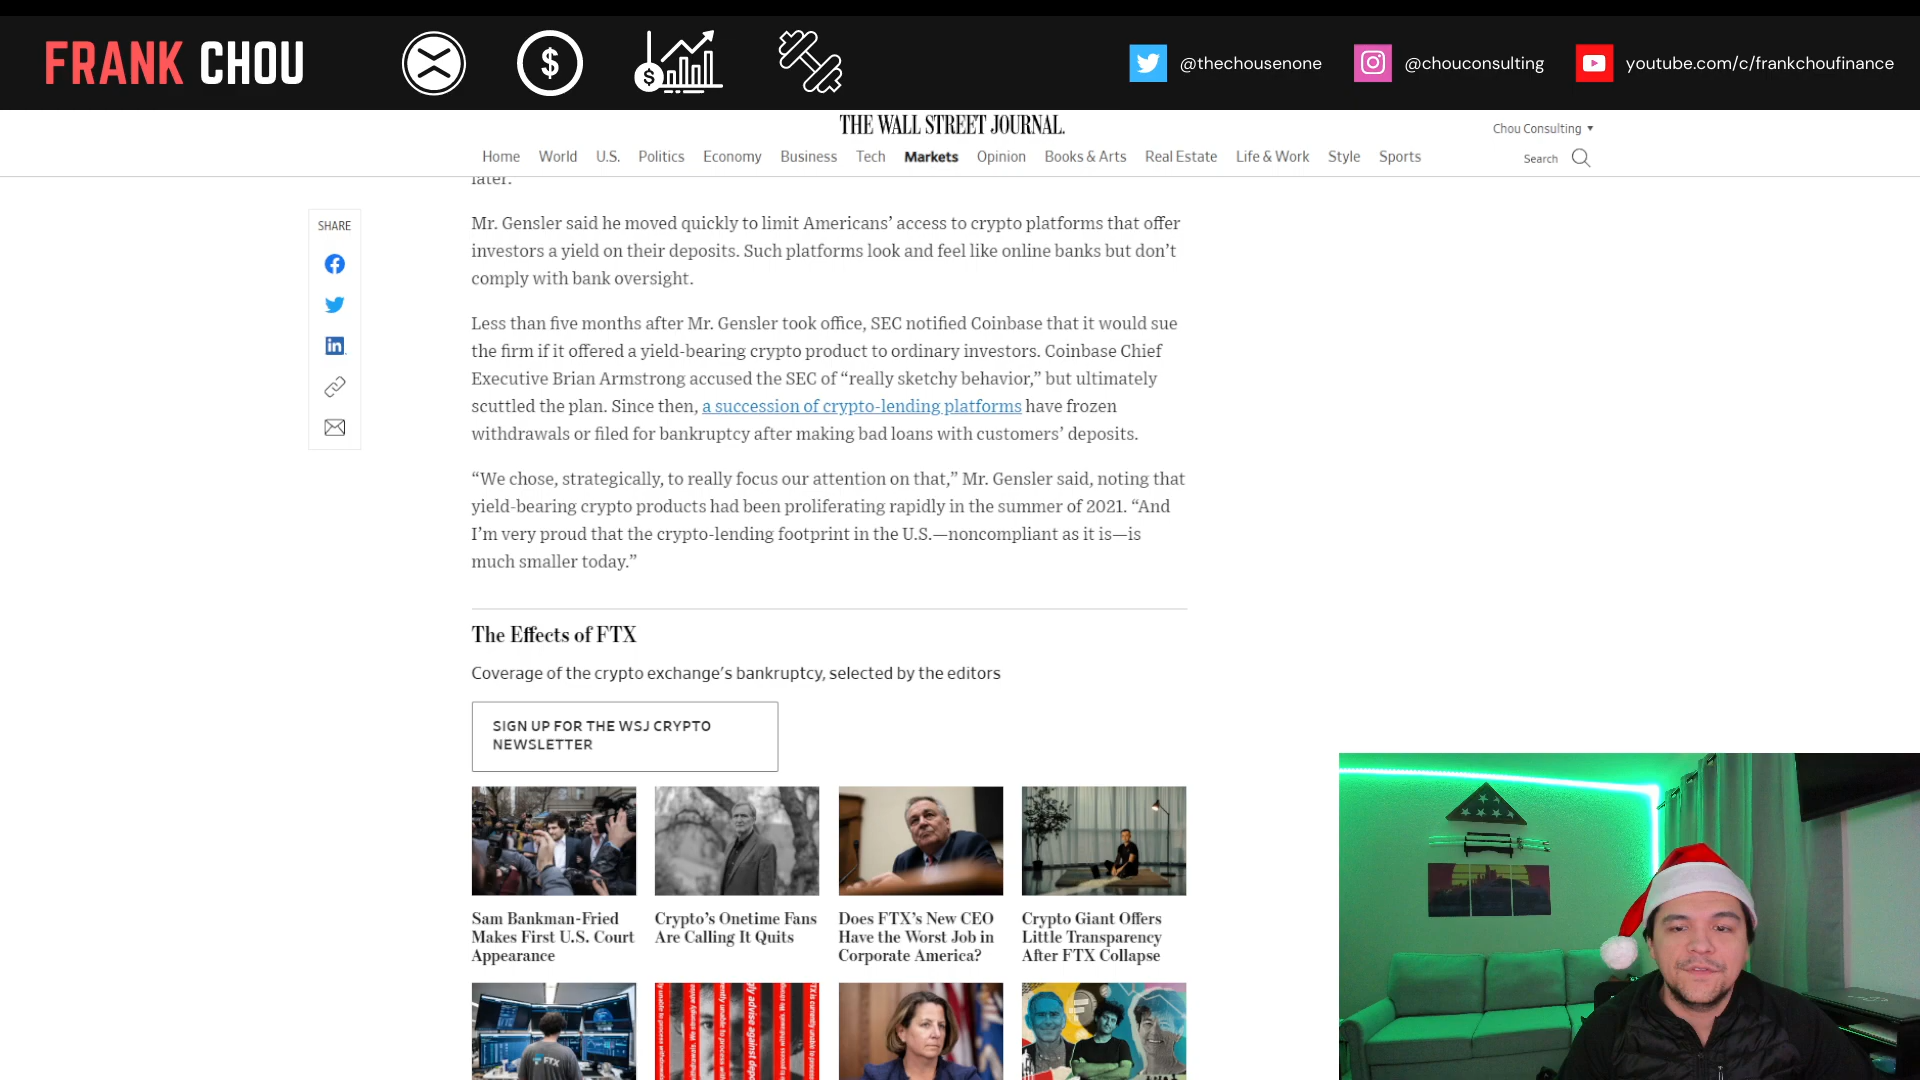 FRANK CHOU
$
$
@thechousenone
@chouconsulting
youtube.com/c/frankchoufinance
THE WALL STREET JOURNAL.
Chou Consulting
Home World U.S. Politics Economy Business Tech Markets Opinion Books & Arts Real Estate Life & Work Style Sports
Search
later.
SHARE
Mr. Gensler said he moved quickly to limit Americans’ access to crypto platforms that offer
investors a yield on their deposits. Such platforms look and feel like online banks but don’t
comply with bank oversight.
Less than five months after Mr. Gensler took office, SEC notified Coinbase that it would sue
the firm if it offered a yield-bearing crypto product to ordinary investors. Coinbase Chief
Executive Brian Armstrong accused the SEC of “really sketchy behavior,” but ultimately
scuttled the plan. Since then, a succession of crypto-lending platforms have frozen
withdrawals or filed for bankruptcy after making bad loans with customers’ deposits.
“We chose, strategically, to really focus our attention on that,” Mr. Gensler said, noting that
yield-bearing crypto products had been proliferating rapidly in the summer of 2021. “And
I’m very proud that the crypto-lending footprint in the U.S.—noncompliant as it is—is
much smaller today.”
The Effects of FTX
Coverage of the crypto exchange’s bankruptcy, selected by the editors
SIGN UP FOR THE WSJ CRYPTO
NEWSLETTER
Sam Bankman-Fried
Makes First U.S. Court
Appearance
Crypto’s Onetime Fans
Are Calling It Quits
Does FTX’s New CEO
Have the Worst Job in
Corporate America?
Crypto Giant Offers
Little Transparency
After FTX Collapse
FTX